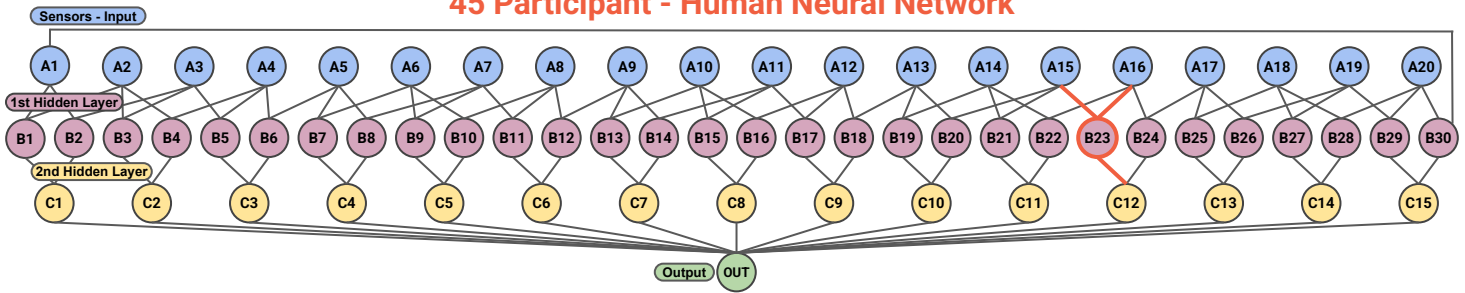 45 Participant - Human Neural Network
Sensors - Input
A1 A2 A3 A4 A5 A6 A7 A8 A9 A10 A11 A12 A13 A14 A15 A16 A17 A18 A19 A20
1st Hidden Layer
B1 B2 B3 B4 B5 B6 B7 B8 B9 B10 B11 B12 B13 B14 B15 B16 B17 B18 B19 B20 B21 B22 B23 B24 B25 B26 B27 B28 B29 B30
2nd Hidden Layer
C1 C2 C3 C4 C5 C6 C7 C8 C9 C10 C11 C12 C13 C14 C15
Output OUT